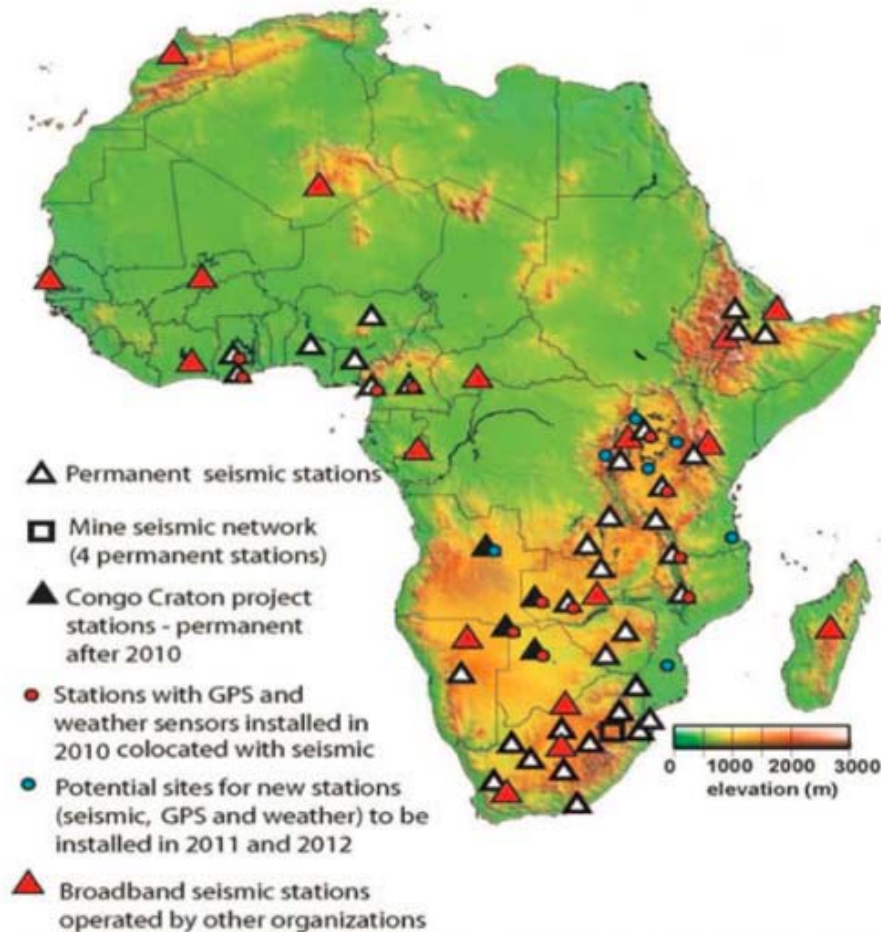 Permanent seismic stations
Mine seismic network
(4 permanent stations)
Congo Craton project
stations - permanent
after 2010
Stations with GPS and
weather sensors installed in
2010 colocated with seismic
Potential sites for new stations
(seismic, GPS and weather) to be
installed in 2011 and 2012
Broadband seismic stations
operated by other organizations
0 1000 2000 3000
elevation (m)